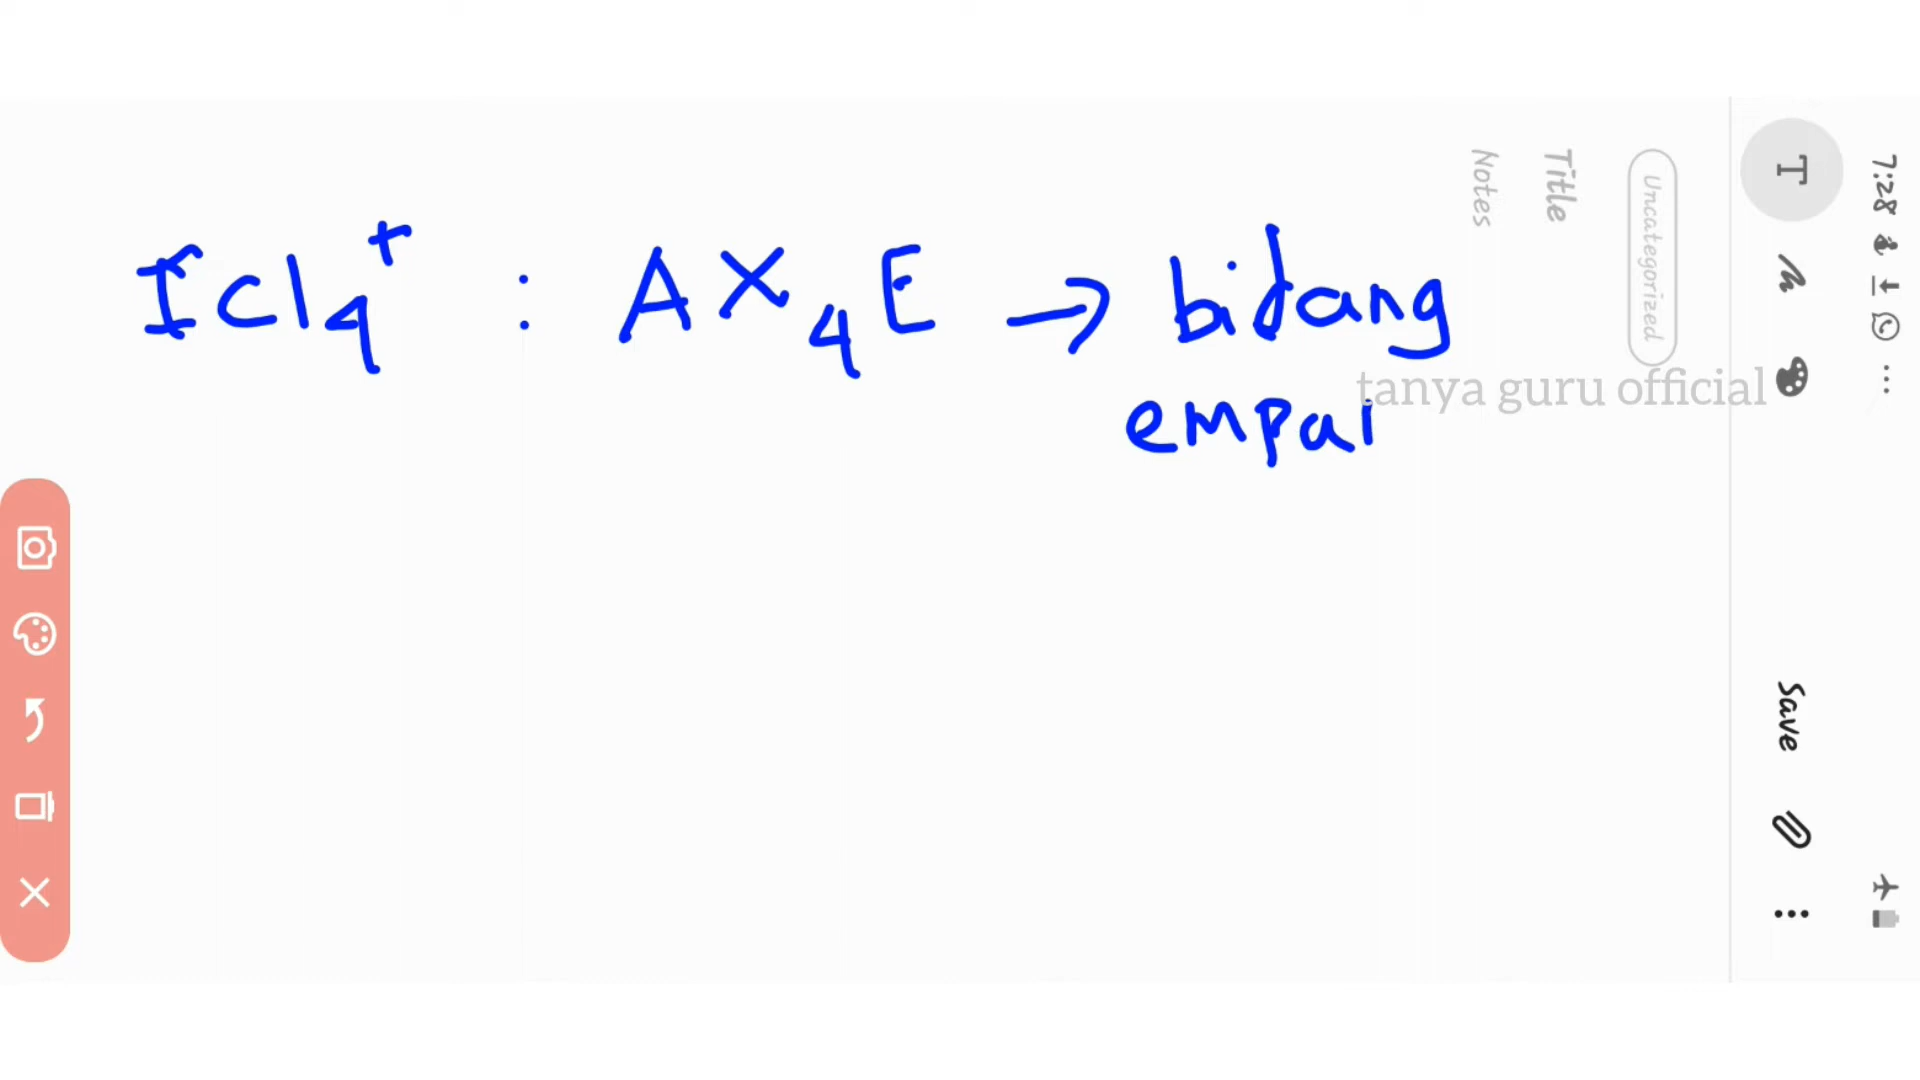 ICl₄⁺ : AX₄E → bidang
empat
tanya guru official
Title
Notes
Uncategorized
7:28
T
Save